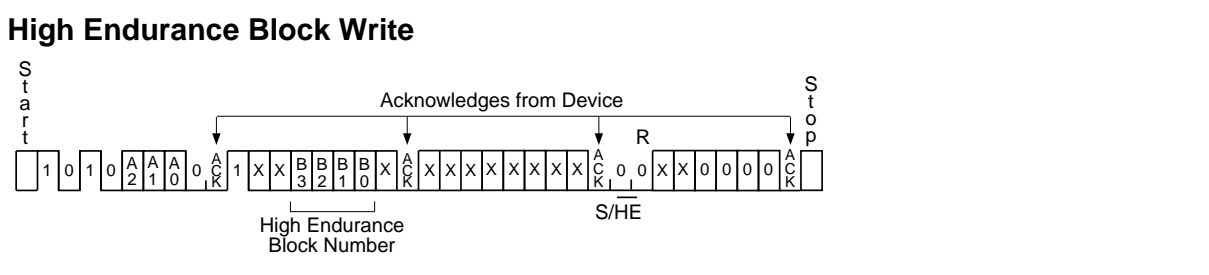 High Endurance Block Write
Start
Stop
Acknowledges from Device
R
1 0 1 0 A2 A1 A0 0 ACK 1 X X B3 B2 B1 B0 X ACK X X X X X X X X ACK 0 0 X X 0 0 0 0 ACK
S/HE
High Endurance
Block Number